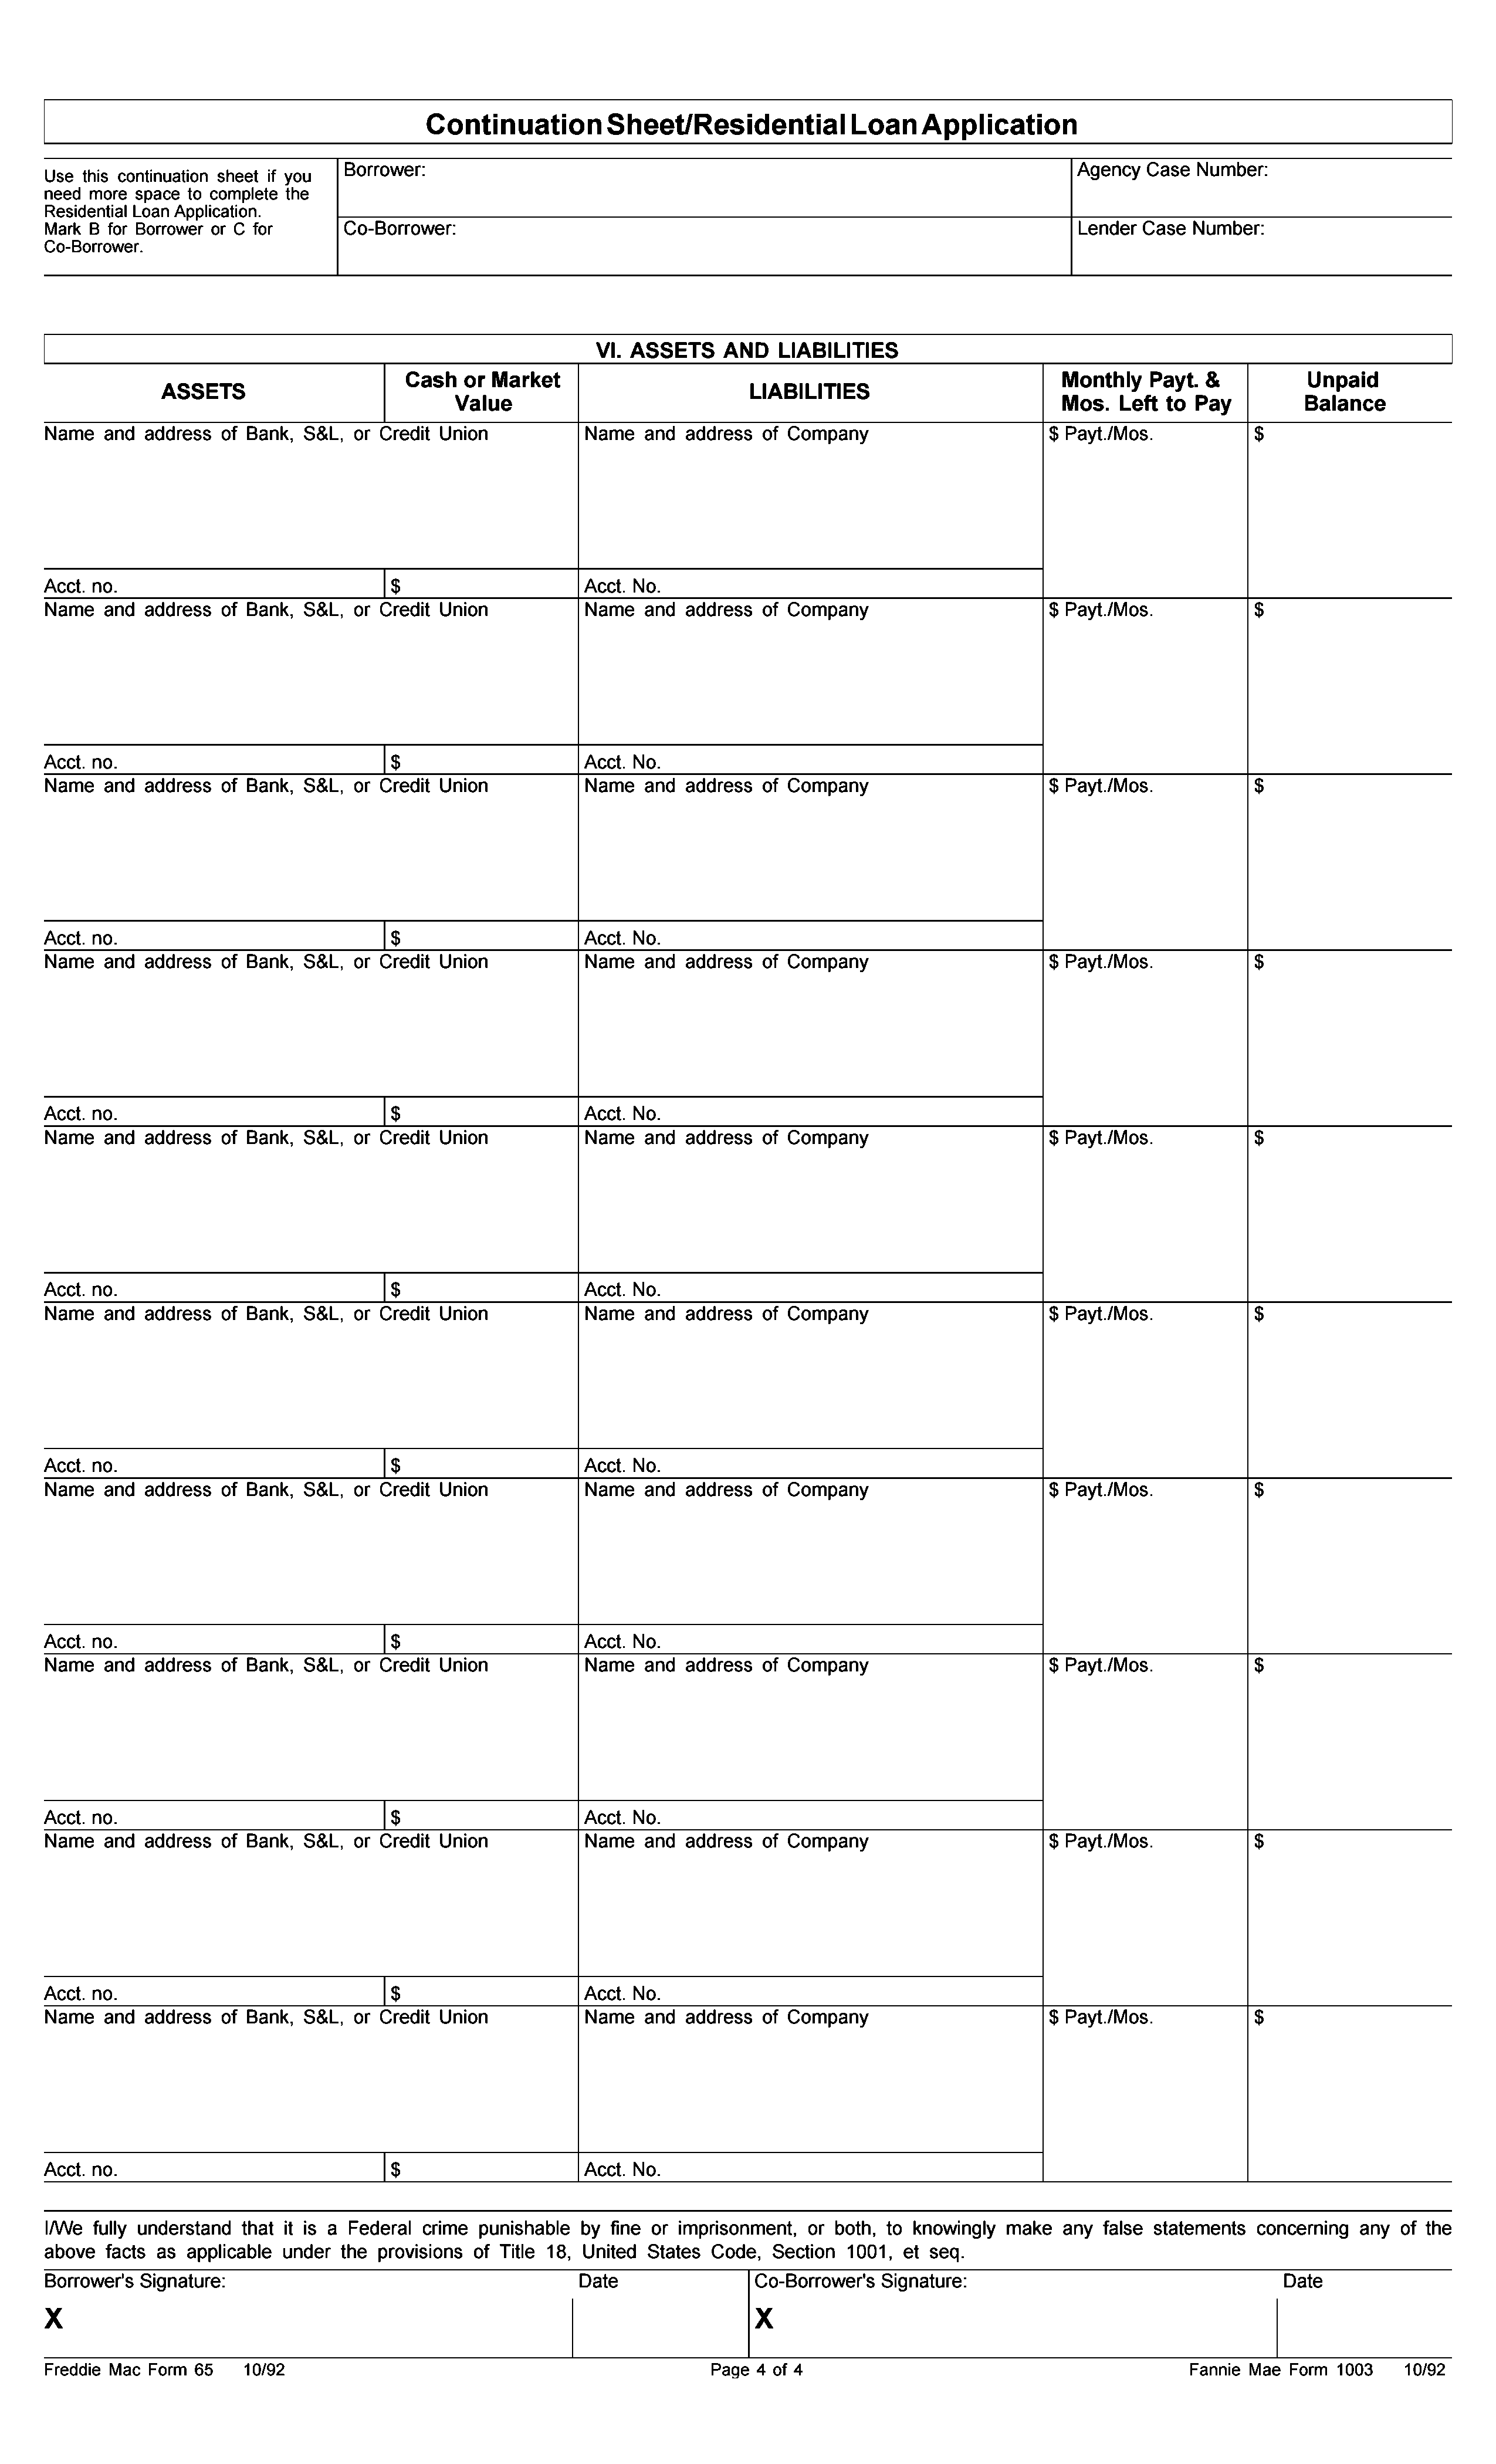 Continuation Sheet/Residential Loan Application
Use this continuation sheet if you
need more space to complete the
Residential Loan Application.
Mark B for Borrower or C for
Co-Borrower.
Borrower:
Agency Case Number:
Co-Borrower:
Lender Case Number:
VI. ASSETS AND LIABILITIES
ASSETS
Cash or Market
Value
LIABILITIES
Monthly Payt. &
Mos. Left to Pay
Unpaid
Balance
Name and address of Bank, S&L, or Credit Union
Name and address of Company
$ Payt./Mos.
$
Acct. no.
$
Acct. No.
Name and address of Bank, S&L, or Credit Union
Name and address of Company
$ Payt./Mos.
$
Acct. no.
$
Acct. No.
Name and address of Bank, S&L, or Credit Union
Name and address of Company
$ Payt./Mos.
$
Acct. no.
$
Acct. No.
Name and address of Bank, S&L, or Credit Union
Name and address of Company
$ Payt./Mos.
$
Acct. no.
$
Acct. No.
Name and address of Bank, S&L, or Credit Union
Name and address of Company
$ Payt./Mos.
$
Acct. no.
$
Acct. No.
Name and address of Bank, S&L, or Credit Union
Name and address of Company
$ Payt./Mos.
$
Acct. no.
$
Acct. No.
Name and address of Bank, S&L, or Credit Union
Name and address of Company
$ Payt./Mos.
$
Acct. no.
$
Acct. No.
Name and address of Bank, S&L, or Credit Union
Name and address of Company
$ Payt./Mos.
$
Acct. no.
$
Acct. No.
Name and address of Bank, S&L, or Credit Union
Name and address of Company
$ Payt./Mos.
$
Acct. no.
$
Acct. No.
Name and address of Bank, S&L, or Credit Union
Name and address of Company
$ Payt./Mos.
$
Acct. no.
$
Acct. No.
I/We fully understand that it is a Federal crime punishable by fine or imprisonment, or both, to knowingly make any false statements concerning any of the
above facts as applicable under the provisions of Title 18, United States Code, Section 1001, et seq.
Borrower's Signature:
Date
Co-Borrower's Signature:
Date
X
X
Freddie Mac Form 65 10/92
Page 4 of 4
Fannie Mae Form 1003 10/92